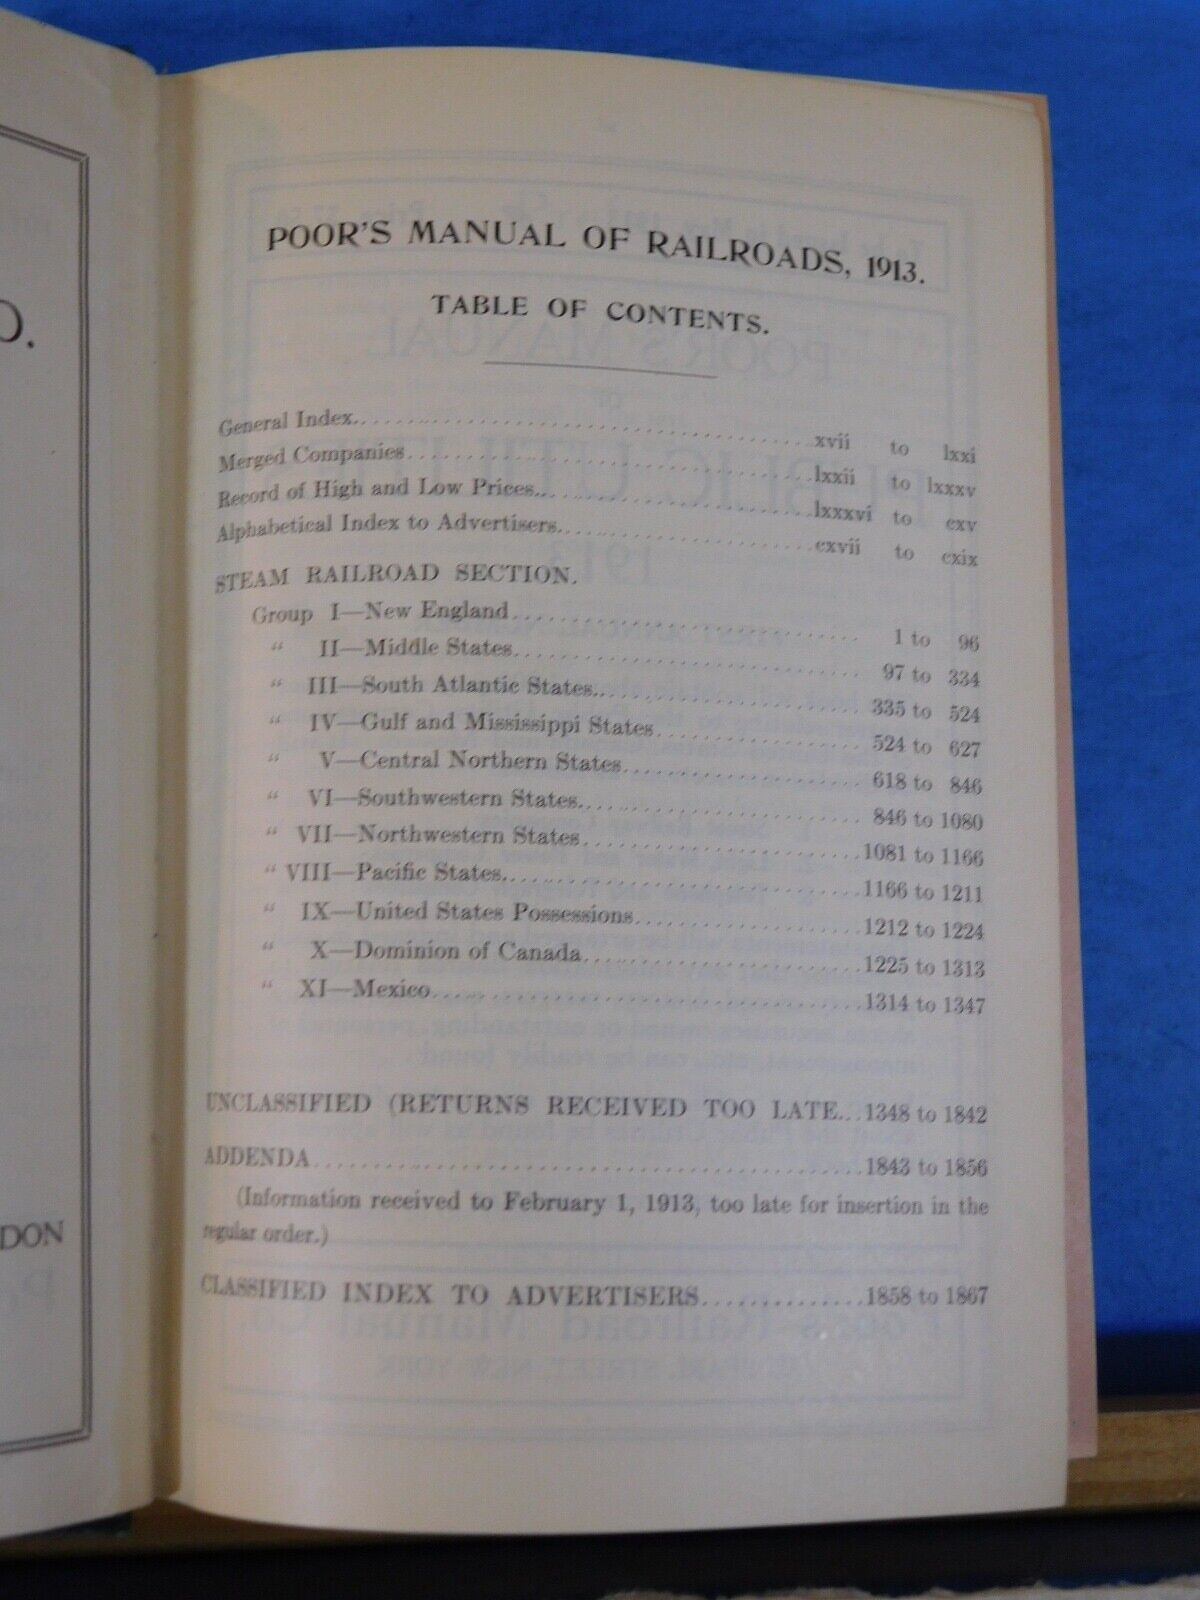 O.
DON
POOR'S MANUAL OF RAILROADS, 1913.
TABLE OF CONTENTS.
General Index..........xvii to lxxi
Merged Companies..........lxxii to lxxxv
Record of High and Low Prices..........lxxxvi to cxv
Alphabetical Index to Advertisers..........cxvii to cxix
STEAM RAILROAD SECTION.
Group I—New England.......... 1 to 96
“ II—Middle States.......... 97 to 334
“ III—South Atlantic States.......... 335 to 524
“ IV—Gulf and Mississippi States.......... 524 to 627
“ V—Central Northern States.......... 618 to 846
“ VI—Southwestern States.......... 846 to 1080
“ VII—Northwestern States..........1081 to 1166
“ VIII—Pacific States..........1166 to 1211
“ IX—United States Possessions..........1212 to 1224
“ X—Dominion of Canada..........1225 to 1313
“ XI—Mexico..........1314 to 1347
UNCLASSIFIED (RETURNS RECEIVED TOO LATE...1348 to 1842
ADDENDA..........1843 to 1856
(Information received to February 1, 1913, too late for insertion in the
regular order.)
CLASSIFIED INDEX TO ADVERTISERS..........1858 to 1867